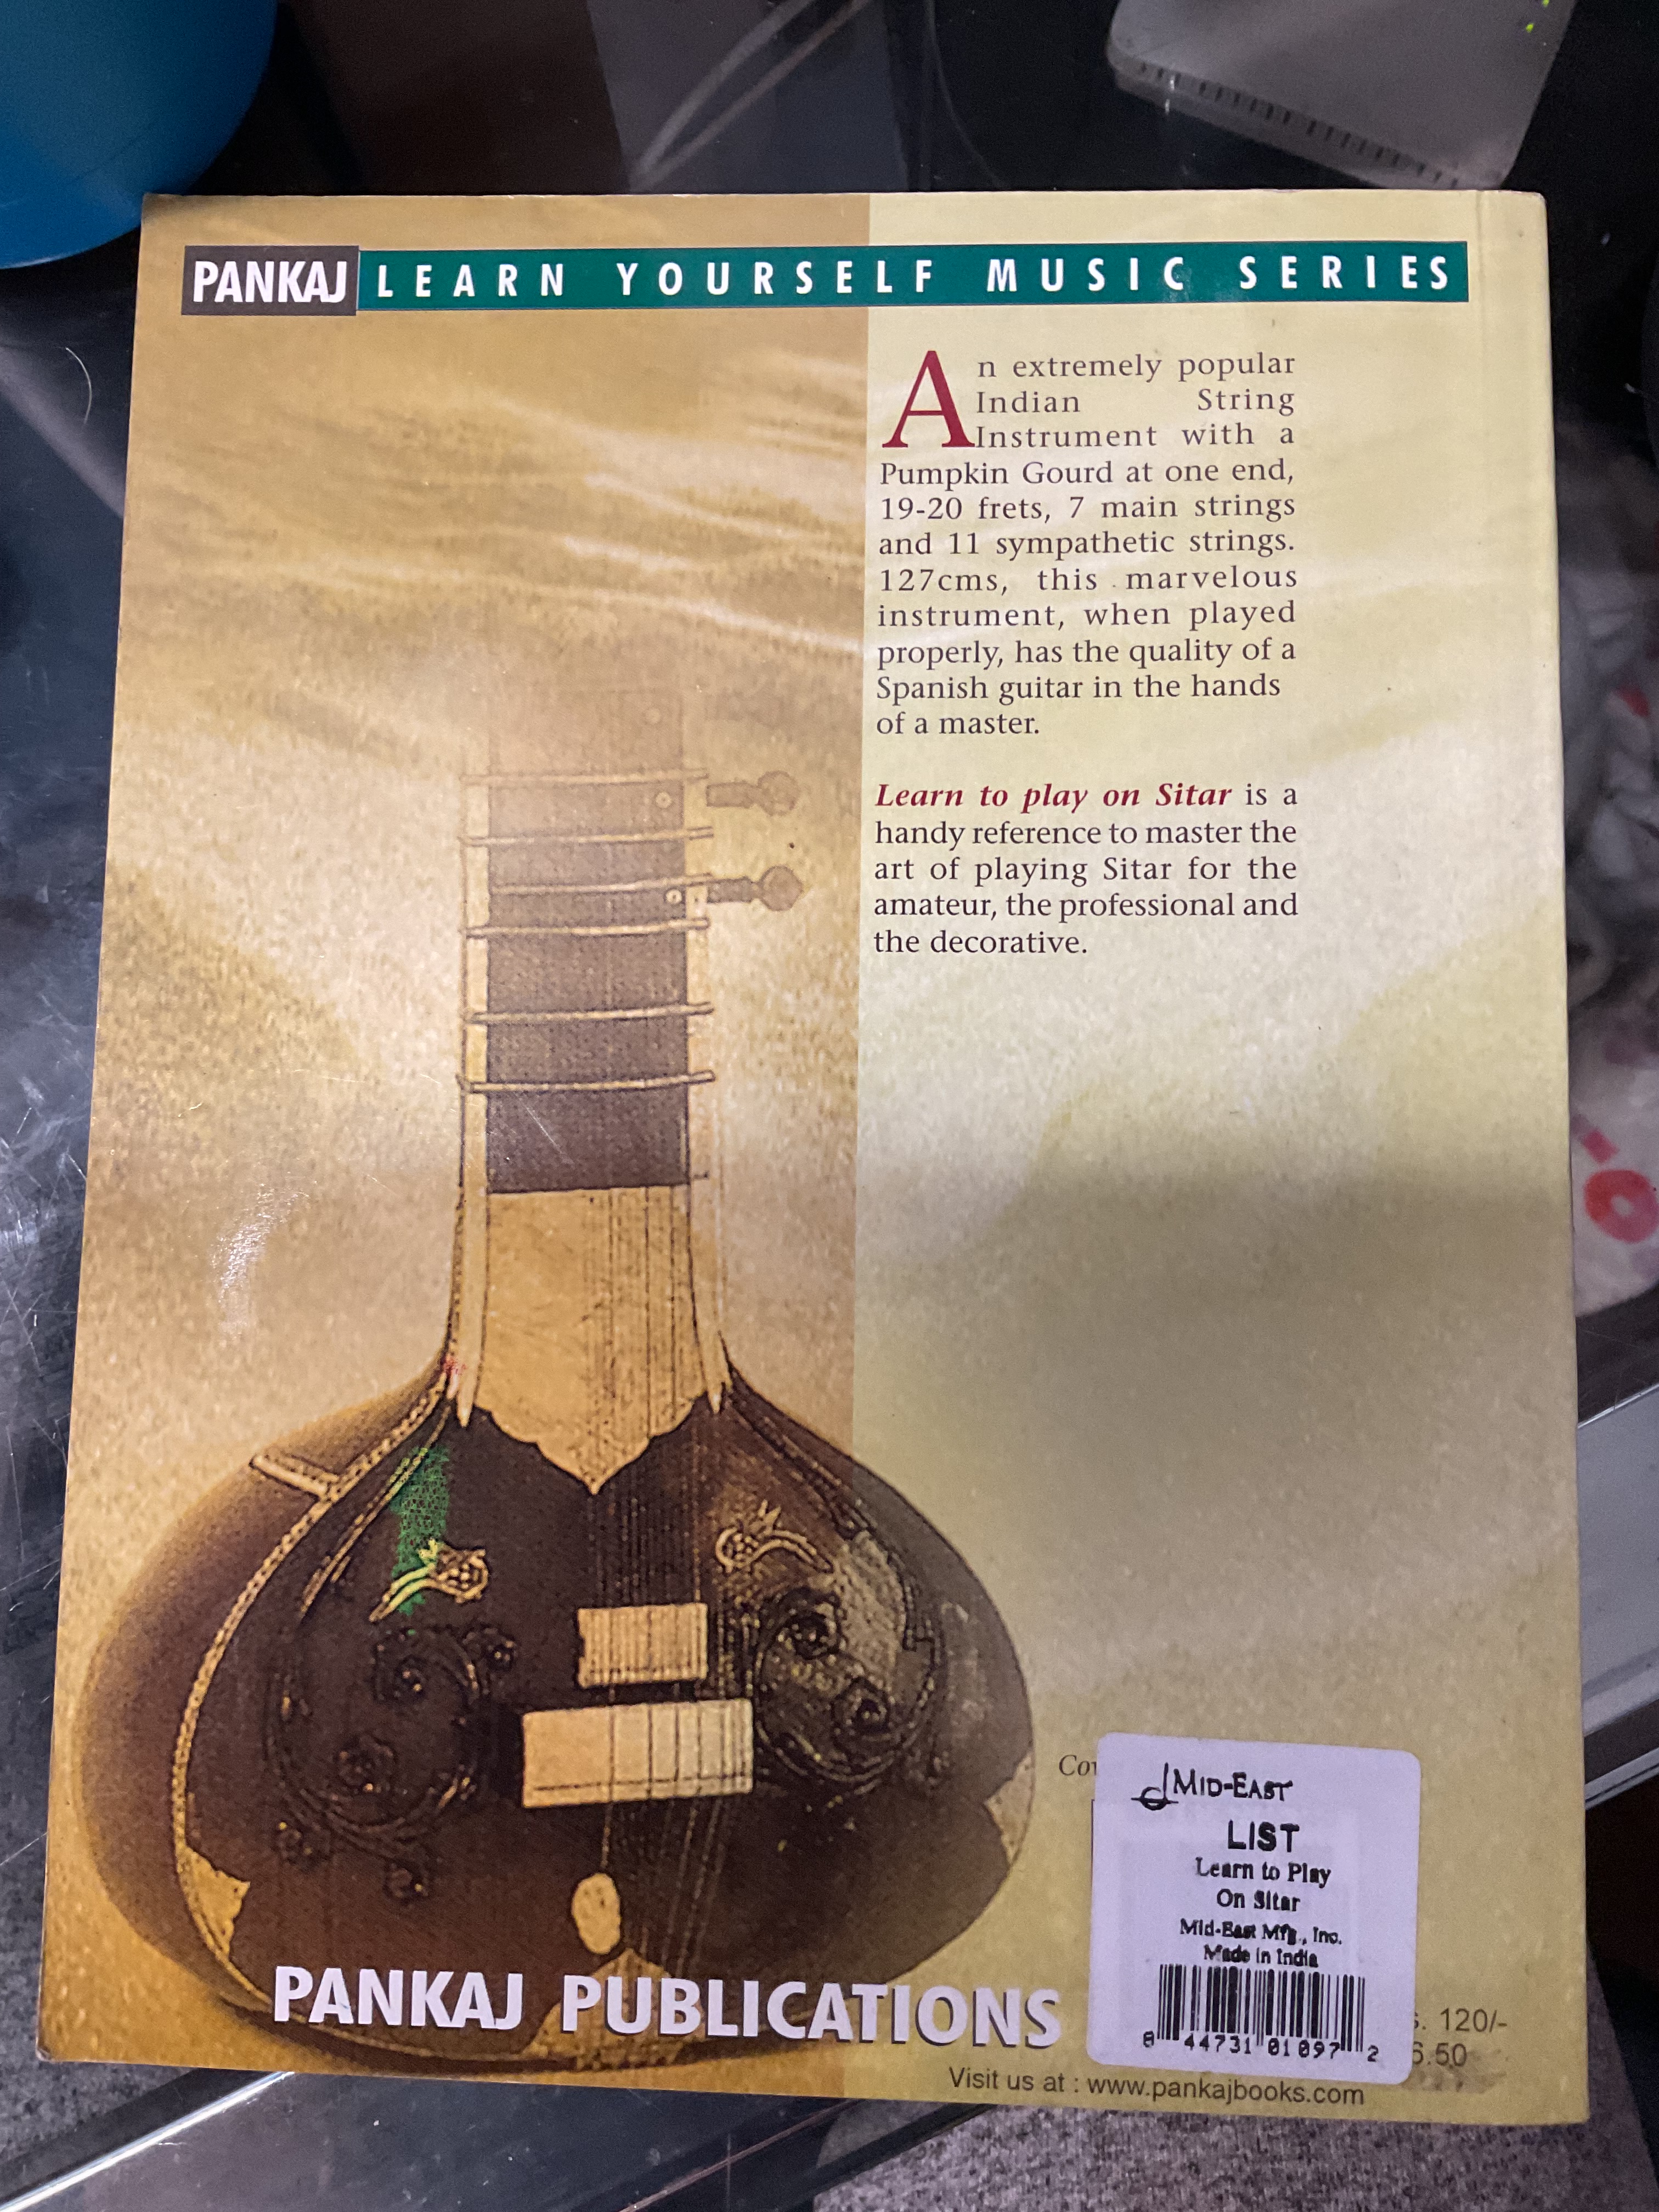 PANKAJ LEARN YOURSELF MUSIC SERIES
An extremely popular
Indian String
Instrument with a
Pumpkin Gourd at one end,
19-20 frets, 7 main strings
and 11 sympathetic strings.
127cms, this marvelous
instrument, when played
properly, has the quality of a
Spanish guitar in the hands
of a master.
Learn to play on Sitar is a
handy reference to master the
art of playing Sitar for the
amateur, the professional and
the decorative.
MID-EAST
LIST
Learn to Play
On Sitar
Mid-East Mfg., Inc.
Made in India
8 44731 01097 2
120/-
.50
PANKAJ PUBLICATIONS
Visit us at : www.pankajbooks.com